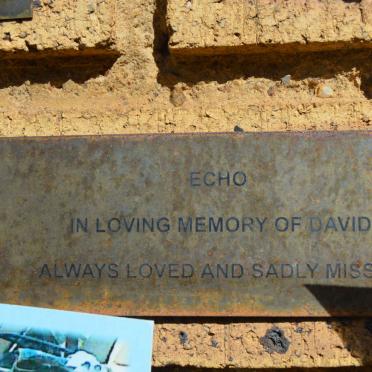 ECHO
IN LOVING MEMORY OF DAVID
ALWAYS LOVED AND SADLY MISS